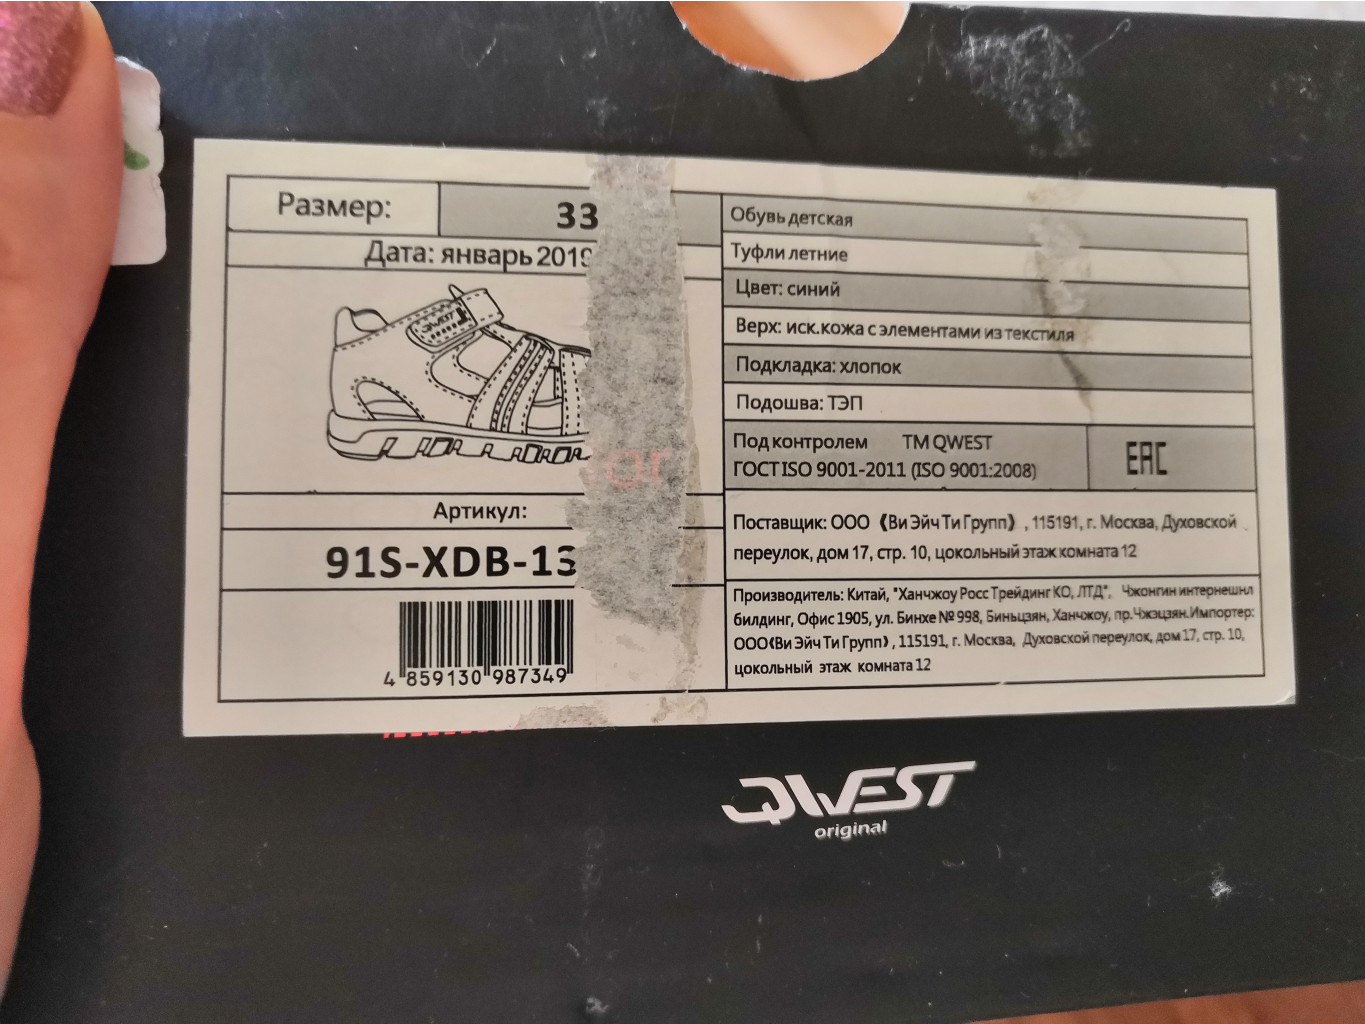 Размер: 33
Дата: январь 2019
QWEST
Артикул:
91S-XDB-13
4 859130 987349
Обувь детская
Туфли летние
Цвет: синий
Верх: иск.кожа с элементами из текстиля
Подкладка: хлопок
Подошва: ТЭП
Под контролем ТМ QWEST
ГОСТ ISO 9001-2011 (ISO 9001:2008)
EAC
Поставщик: ООО 《Ви Эйч Ти Групп》, 115191, г. Москва, Духовской
переулок, дом 17, стр. 10, цокольный этаж комната 12
Производитель: Китай, "Ханчжоу Росс Трейдинг КО, ЛТД", Чжонгин интернешнл
билдинг, Офис 1905, ул. Бинхе № 998, Биньцзян, Ханчжоу, пр.Чжэцзян.Импортер:
ООО《Ви Эйч Ти Групп》, 115191, г. Москва, Духовской переулок, дом 17, стр. 10,
цокольный этаж комната 12
QWEST
original